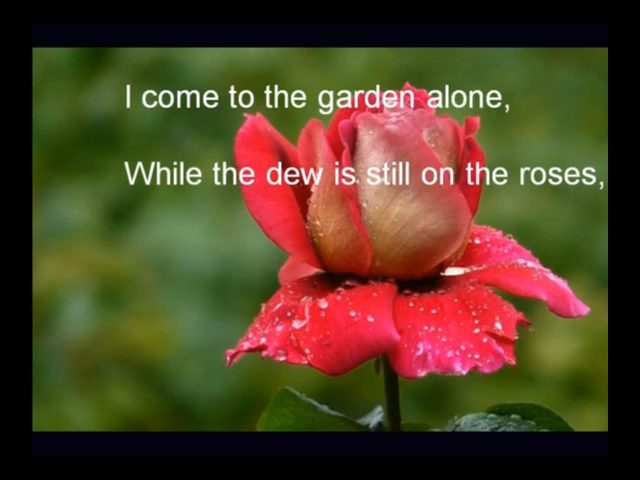 I come to the garden alone,
While the dew is still on the roses,